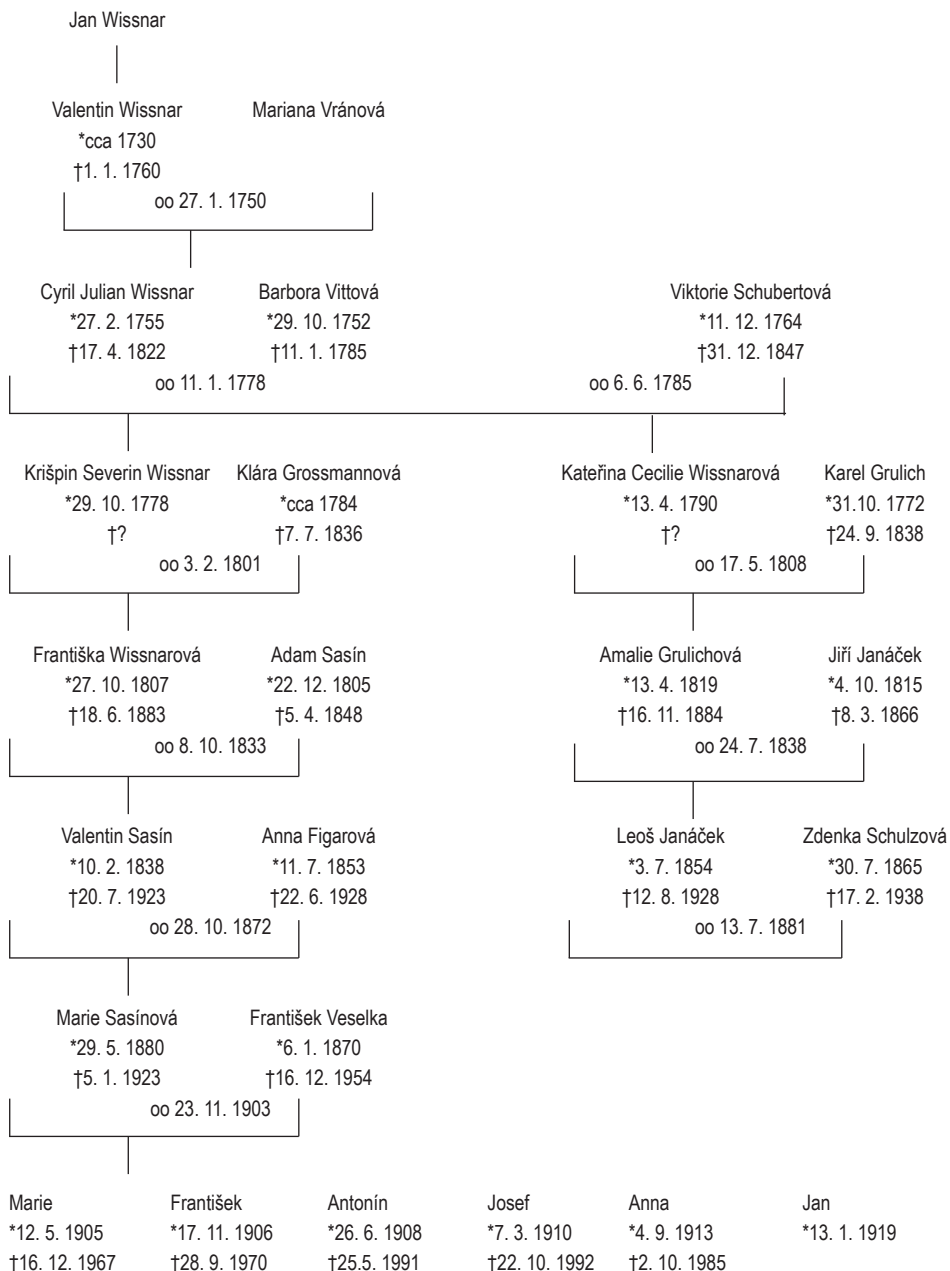 Jan Wissnar
Valentin Wissnar Mariana Vránová
*cca 1730
†1. 1. 1760
oo 27. 1. 1750
Cyril Julian Wissnar Barbora Vittová Viktorie Schubertová
*27. 2. 1755 *29. 10. 1752 *11. 12. 1764
†17. 4. 1822 †11. 1. 1785 †31. 12. 1847
oo 11. 1. 1778 oo 6. 6. 1785
Krišpin Severin Wissnar Klára Grossmannová Kateřina Cecilie Wissnarová Karel Grulich
*29. 10. 1778 *cca 1784 *13. 4. 1790 *31.10. 1772
†? †7. 7. 1836 †? †24. 9. 1838
oo 3. 2. 1801 oo 17. 5. 1808
Františka Wissnarová Adam Sasín Amalie Grulichová Jiří Janáček
*27. 10. 1807 *22. 12. 1805 *13. 4. 1819 *4. 10. 1815
†18. 6. 1883 †5. 4. 1848 †16. 11. 1884 †8. 3. 1866
oo 8. 10. 1833 oo 24. 7. 1838
Valentin Sasín Anna Figarová Leoš Janáček Zdenka Schulzová
*10. 2. 1838 *11. 7. 1853 *3. 7. 1854 *30. 7. 1865
†20. 7. 1923 †22. 6. 1928 †12. 8. 1928 †17. 2. 1938
oo 28. 10. 1872 oo 13. 7. 1881
Marie Sasínová František Veselka
*29. 5. 1880 *6. 1. 1870
†5. 1. 1923 †16. 12. 1954
oo 23. 11. 1903
Marie František Antonín Josef Anna Jan
*12. 5. 1905 *17. 11. 1906 *26. 6. 1908 *7. 3. 1910 *4. 9. 1913 *13. 1. 1919
†16. 12. 1967 †28. 9. 1970 †25.5. 1991 †22. 10. 1992 †2. 10. 1985